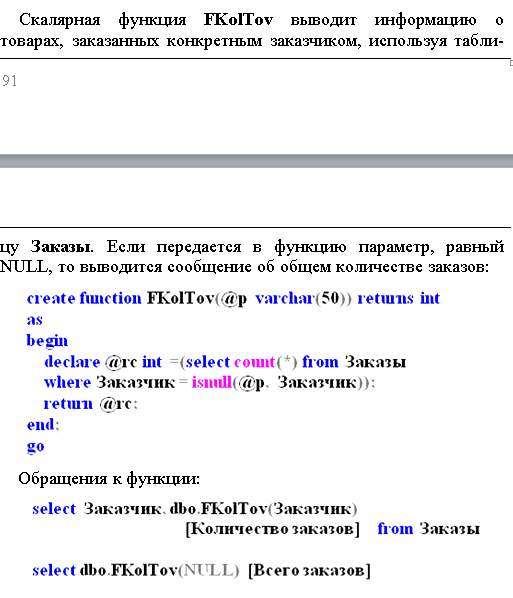 Скалярная функция FKolTov выводит информацию о
товарах, заказанных конкретным заказчиком, используя табли-
91
цу Заказы. Если передается в функцию параметр, равный
NULL, то выводится сообщение об общем количестве заказов:
create function FKolTov(@p varchar(50)) returns int
as
begin
declare @rc int =(select count(*) from Заказы
where Заказчик = isnull(@p, Заказчик));
return @rc;
end;
go
Обращения к функции:
select Заказчик, dbo.FKolTov(Заказчик)
[Количество заказов] from Заказы
select dbo.FKolTov(NULL) [Всего заказов]